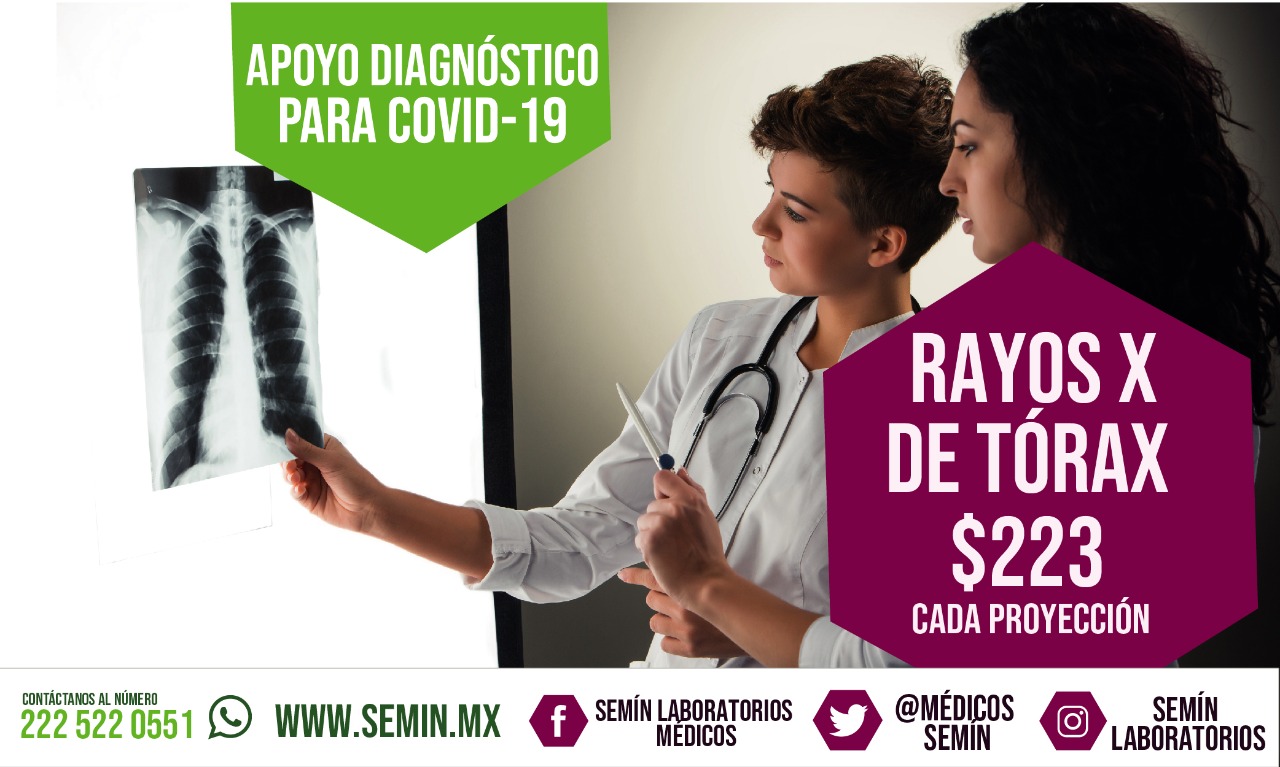 APOYO DIAGNÓSTICO
PARA COVID-19
RAYOS X
DE TÓRAX
$223
CADA PROYECCIÓN
CONTÁCTANOS AL NÚMERO
222 522 0551
WWW.SEMIN.MX
SEMÍN LABORATORIOS
MÉDICOS
@MÉDICOS
SEMÍN
SEMÍN
LABORATORIOS